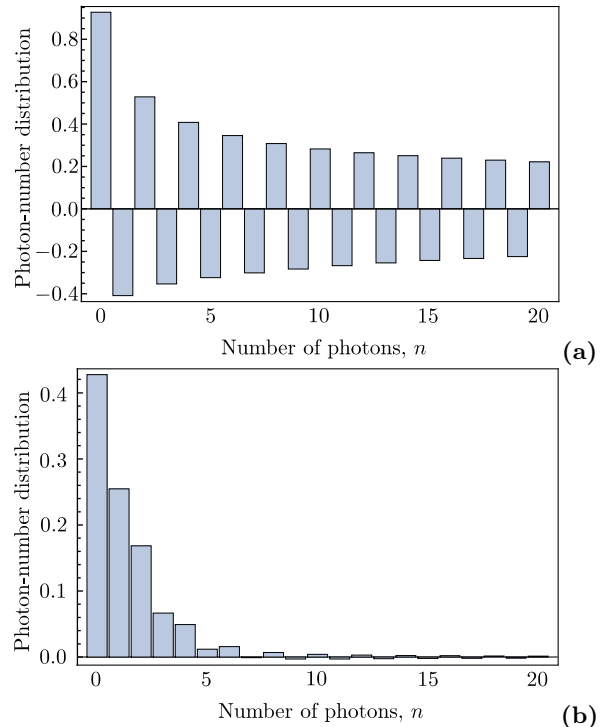 Photon-number distribution
0.8
0.6
0.4
0.2
0.0
−0.2
−0.4
0 5 10 15 20
Number of photons, n
(a)
Photon-number distribution
0.4
0.3
0.2
0.1
0.0
0 5 10 15 20
Number of photons, n
(b)